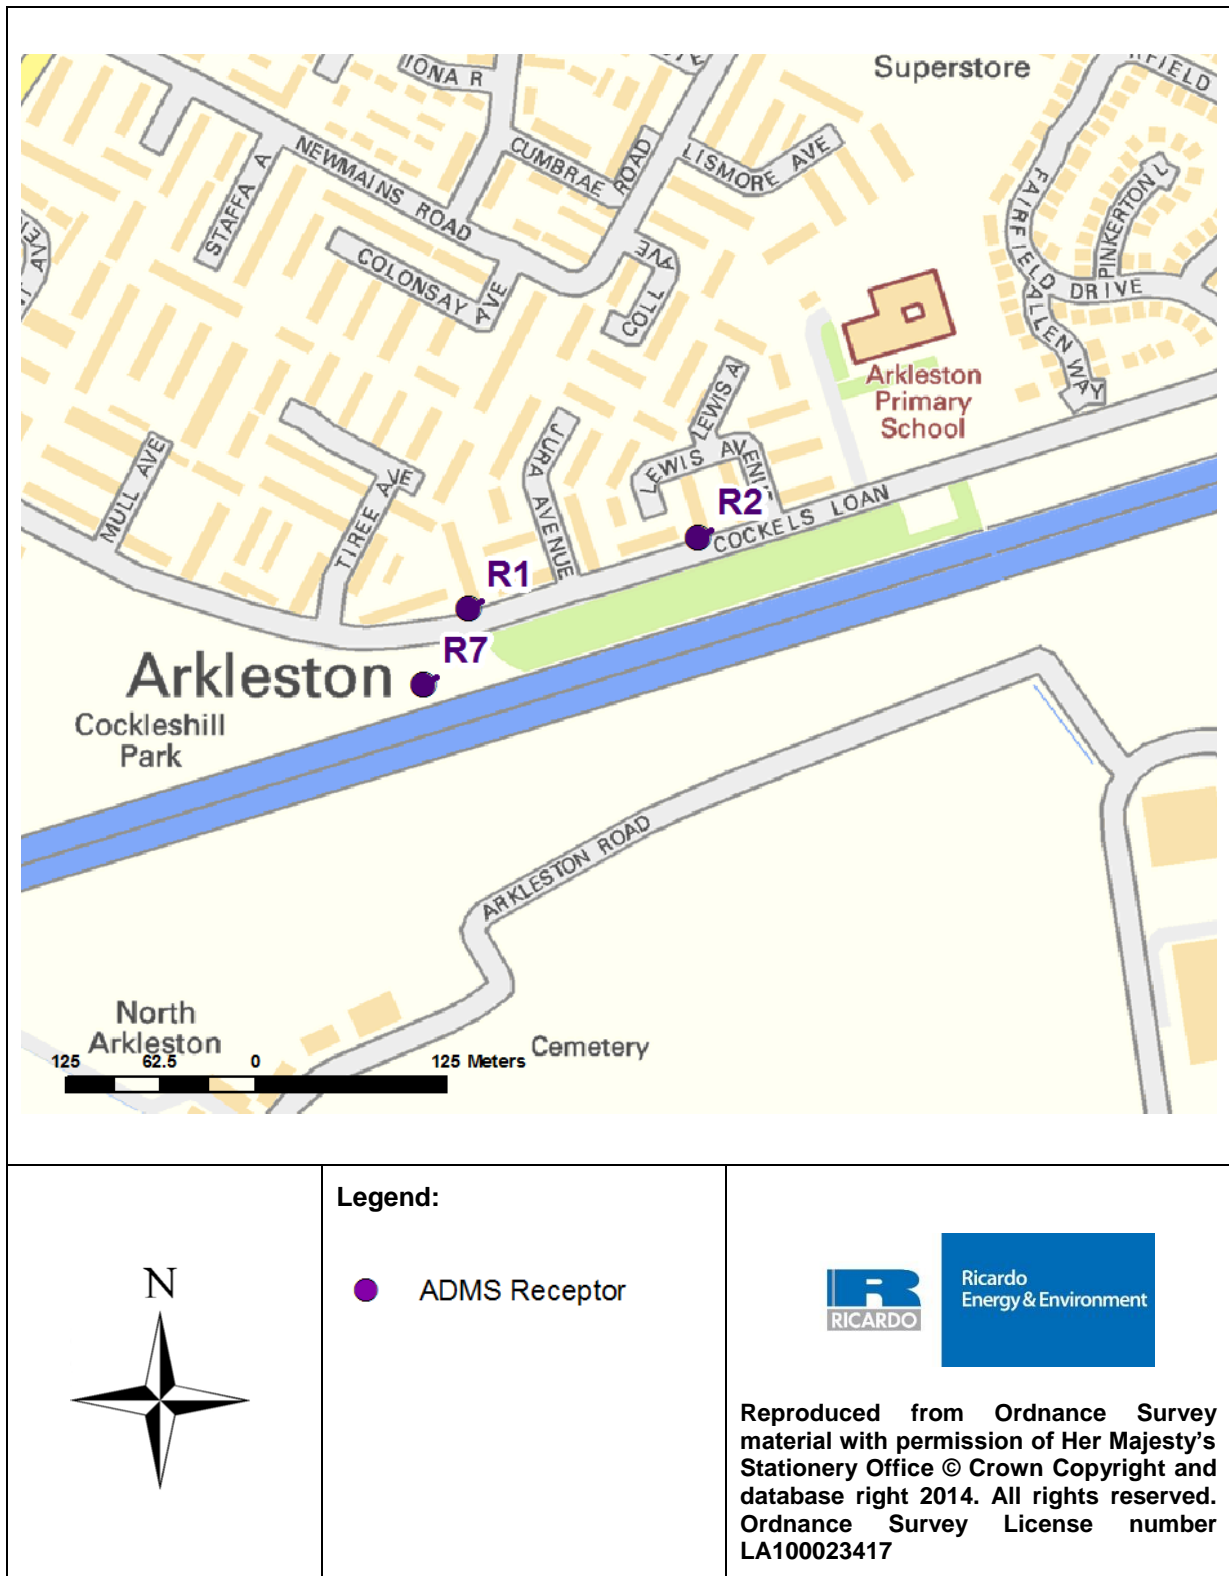 IONA R
Superstore
FAIRFIELD
STAFFA A
NEWMAINS ROAD
CUMBRAE ROAD
LISMORE AVE
COLONSAY AVE
COLL AVE
PINKERTON L
FAIRFIELD DRIVE
ALLEN WAY
Arkleston
Primary
School
LEWIS A
LEWIS AVENU
JURA AVENUE
MULL AVE
TIREE AVE
R2
COCKELS LOAN
R1
R7
Arkleston
Cockleshill
Park
ARKLESTON ROAD
North
Arkleston
Cemetery
125 62.5 0 125 Meters
N
Legend:
ADMS Receptor
R
RICARDO
Ricardo
Energy & Environment
Reproduced from Ordnance Survey
material with permission of Her Majesty's
Stationery Office © Crown Copyright and
database right 2014. All rights reserved.
Ordnance Survey License number
LA100023417